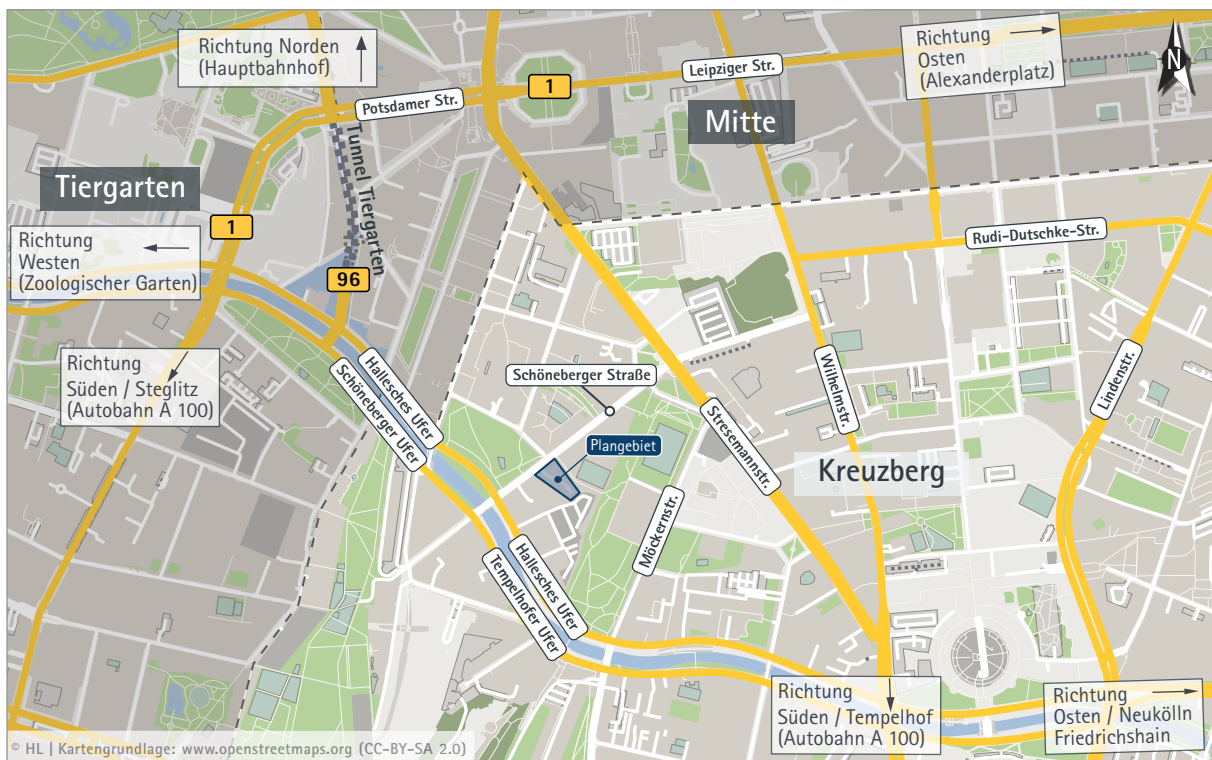 Richtung Norden
(Hauptbahnhof)
Richtung
Osten
(Alexanderplatz)
N
Leipziger Str.
1
Potsdamer Str.
Mitte
Tunnel Tiergarten
Tiergarten
1
Richtung
Westen
(Zoologischer Garten)
Rudi-Dutschke-Str.
96
Richtung
Süden / Steglitz
(Autobahn A 100)
Hallesches Ufer
Schöneberger Ufer
Schöneberger Straße
Wilhelmstr.
Lindenstr.
Stresemannstr.
Plangebiet
Kreuzberg
Möckernstr.
Hallesches Ufer
Tempelhofer Ufer
Richtung
Süden / Tempelhof
(Autobahn A 100)
Richtung
Osten / Neukölln
Friedrichshain
© HL | Kartengrundlage: www.openstreetmaps.org (CC-BY-SA 2.0)